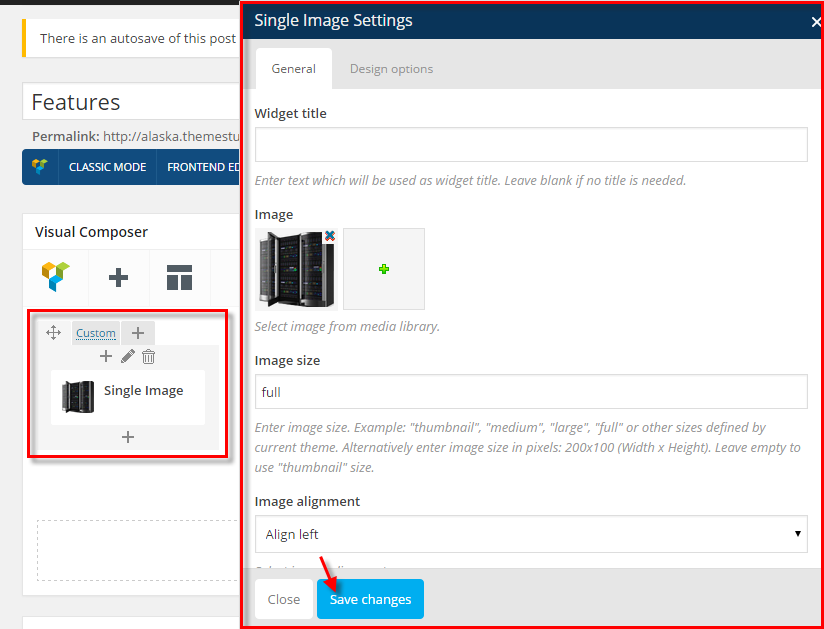 There is an autosave of this post
Features
Permalink: http://alaska.themestu
CLASSIC MODE
FRONTEND ED
Visual Composer
Custom
Single Image
Single Image Settings
General
Design options
Widget title
Enter text which will be used as widget title. Leave blank if no title is needed.
Image
Select image from media library.
Image size
full
Enter image size. Example: "thumbnail", "medium", "large", "full" or other sizes defined by
current theme. Alternatively enter image size in pixels: 200x100 (Width x Height). Leave empty to
use "thumbnail" size.
Image alignment
Align left
Close
Save changes